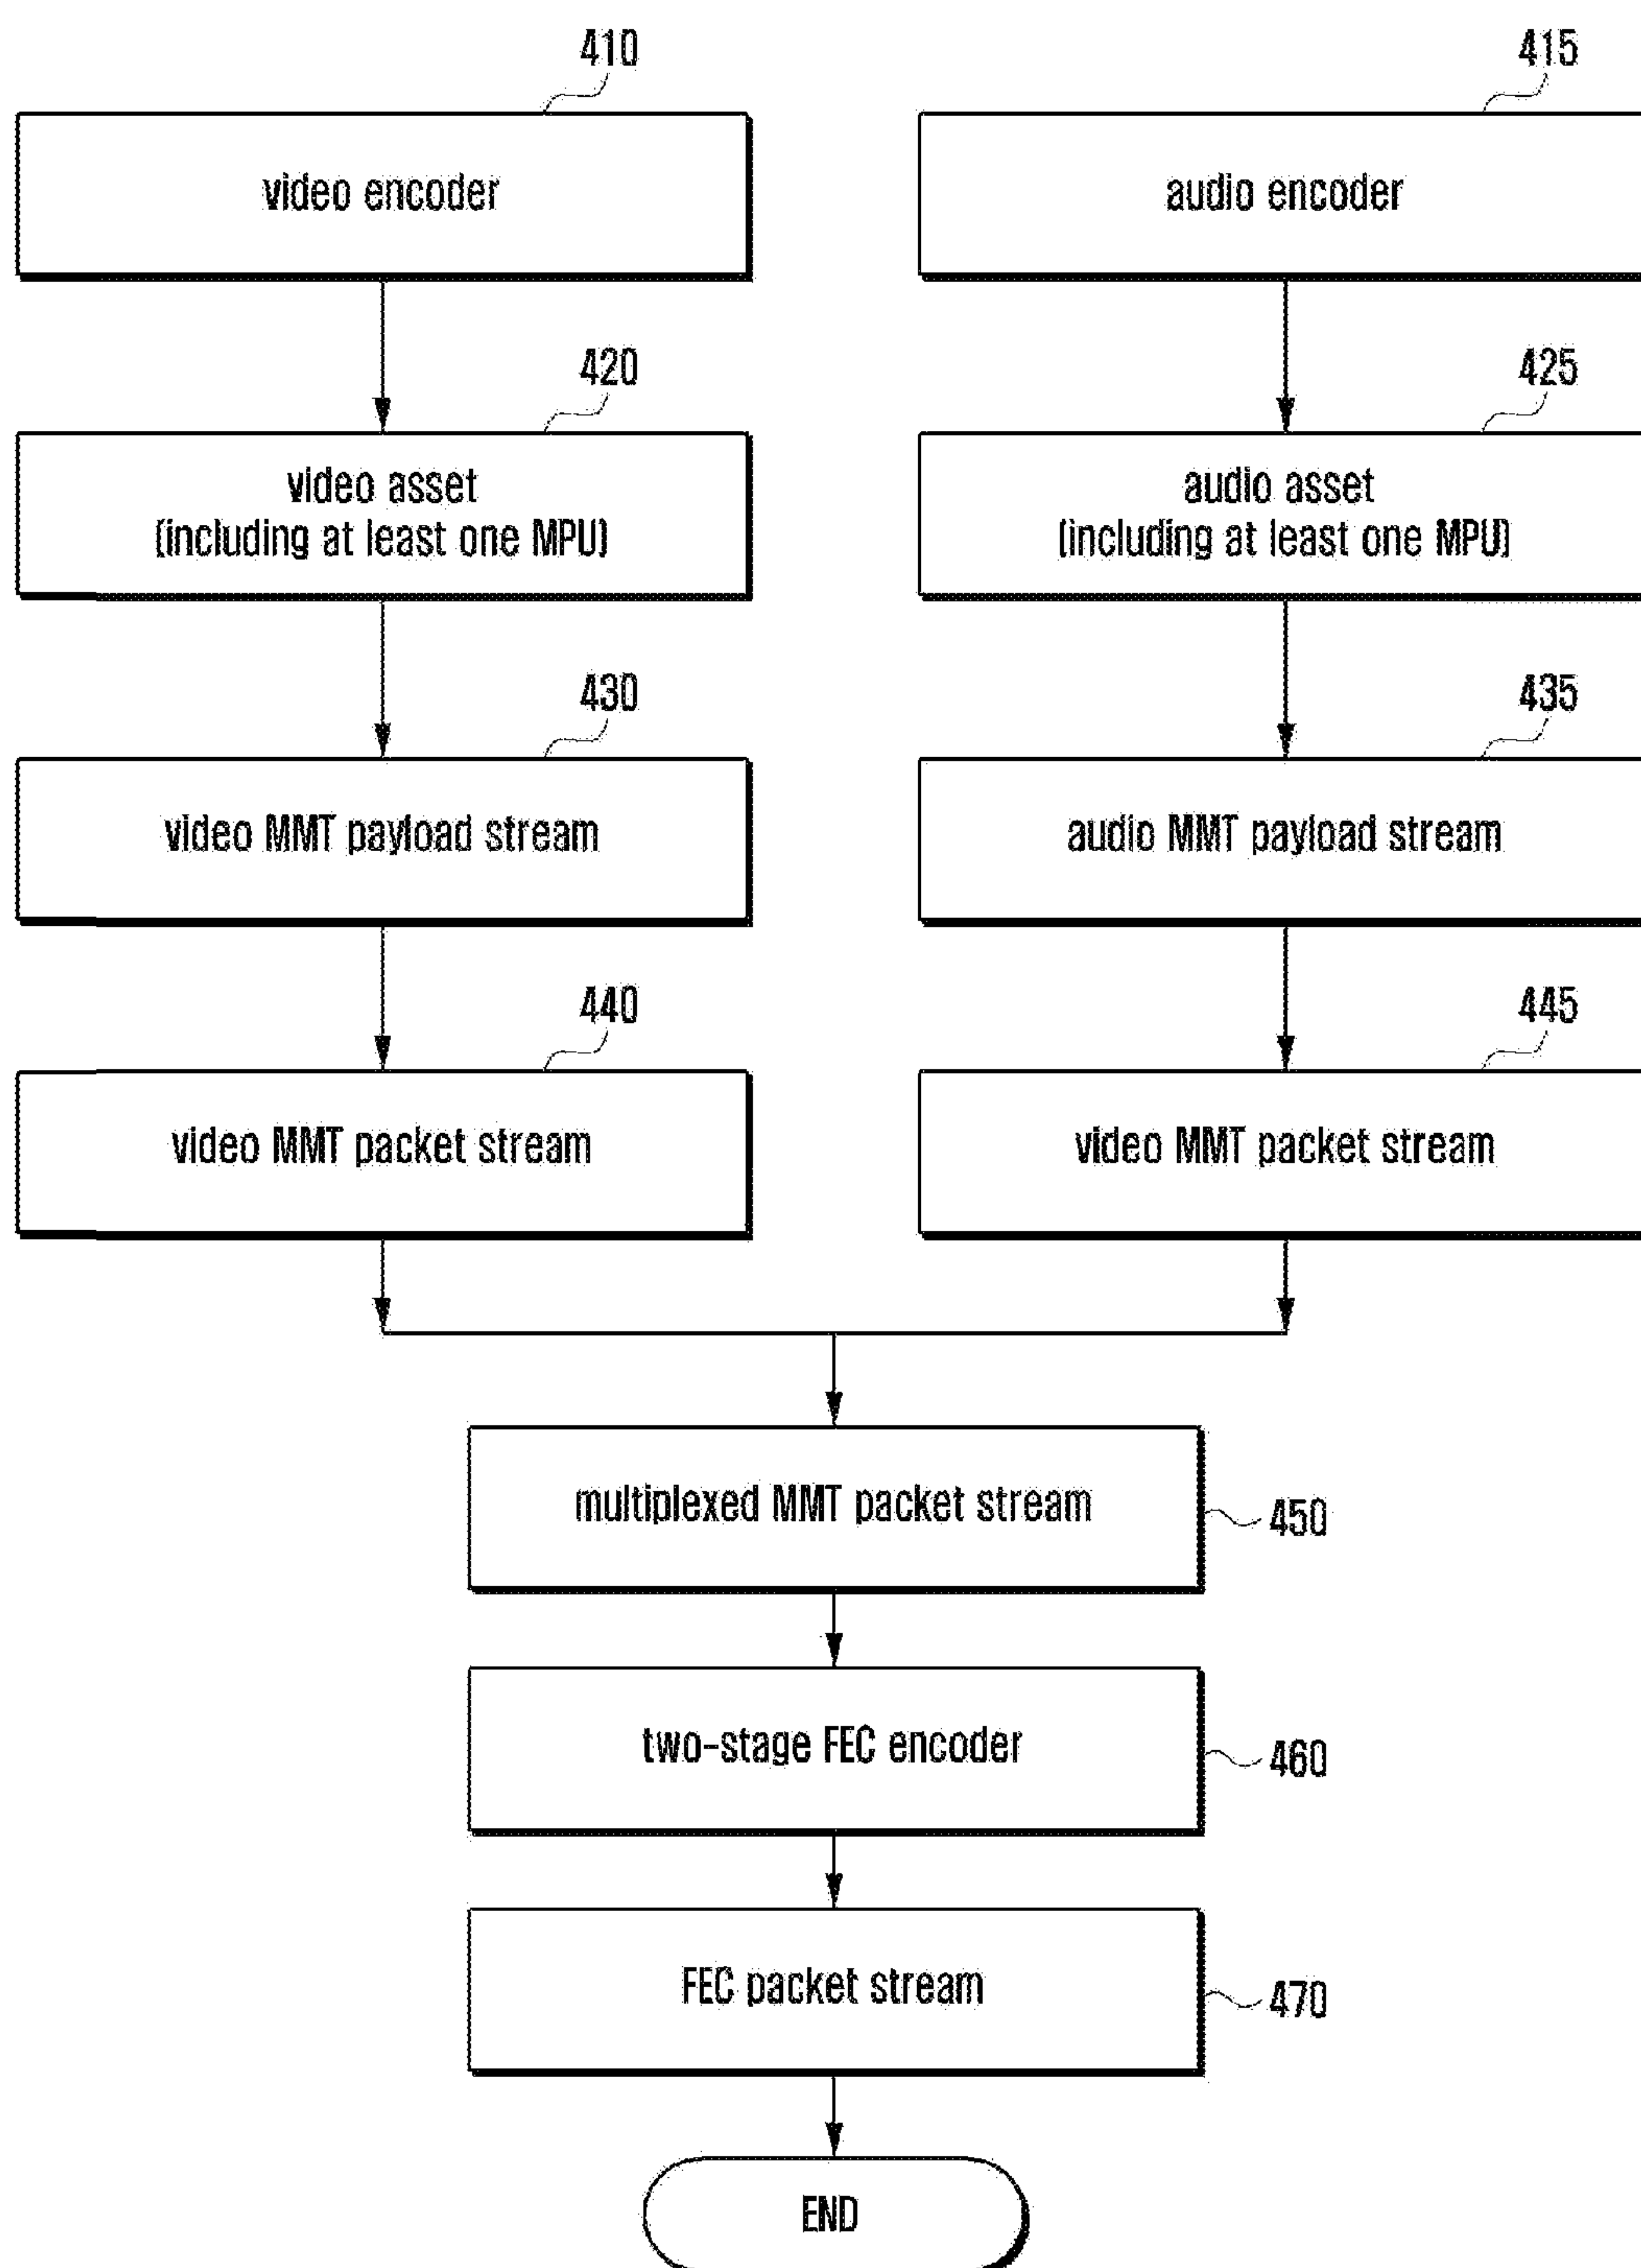 410
415
video encoder
audio encoder
420
425
video asset
(including at least one MPU)
audio asset
(including at least one MPU)
430
435
video MMT payload stream
audio MMT payload stream
440
445
video MMT packet stream
video MMT packet stream
multiplexed MMT packet stream
450
two-stage FEC encoder
460
FEC packet stream
470
END